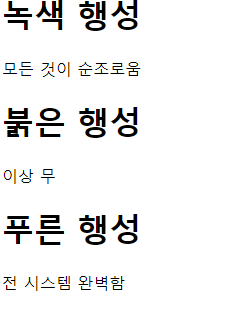 녹색 행성
모든 것이 순조로움
붉은 행성
이상 무
푸른 행성
전 시스템 완벽함